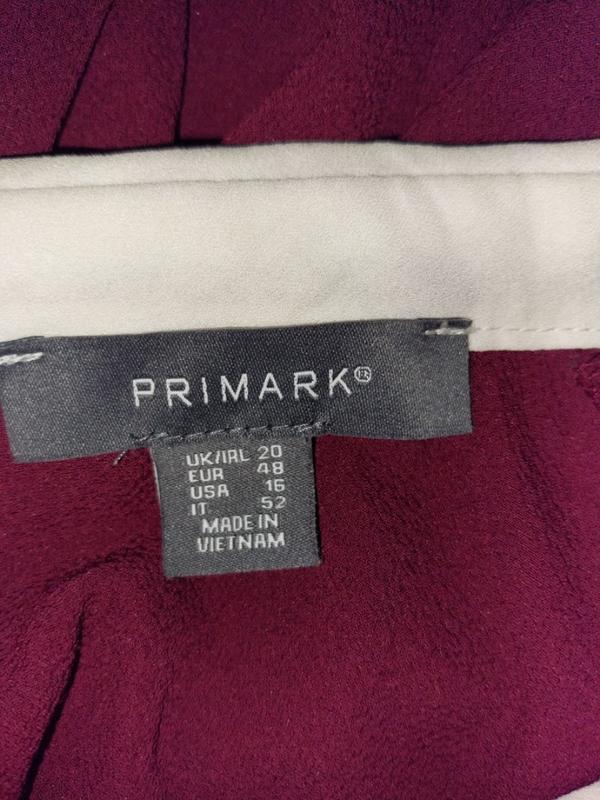 PRIMARK®
UK/IRL 20
EUR 48
USA 16
IT 52
MADE IN
VIETNAM